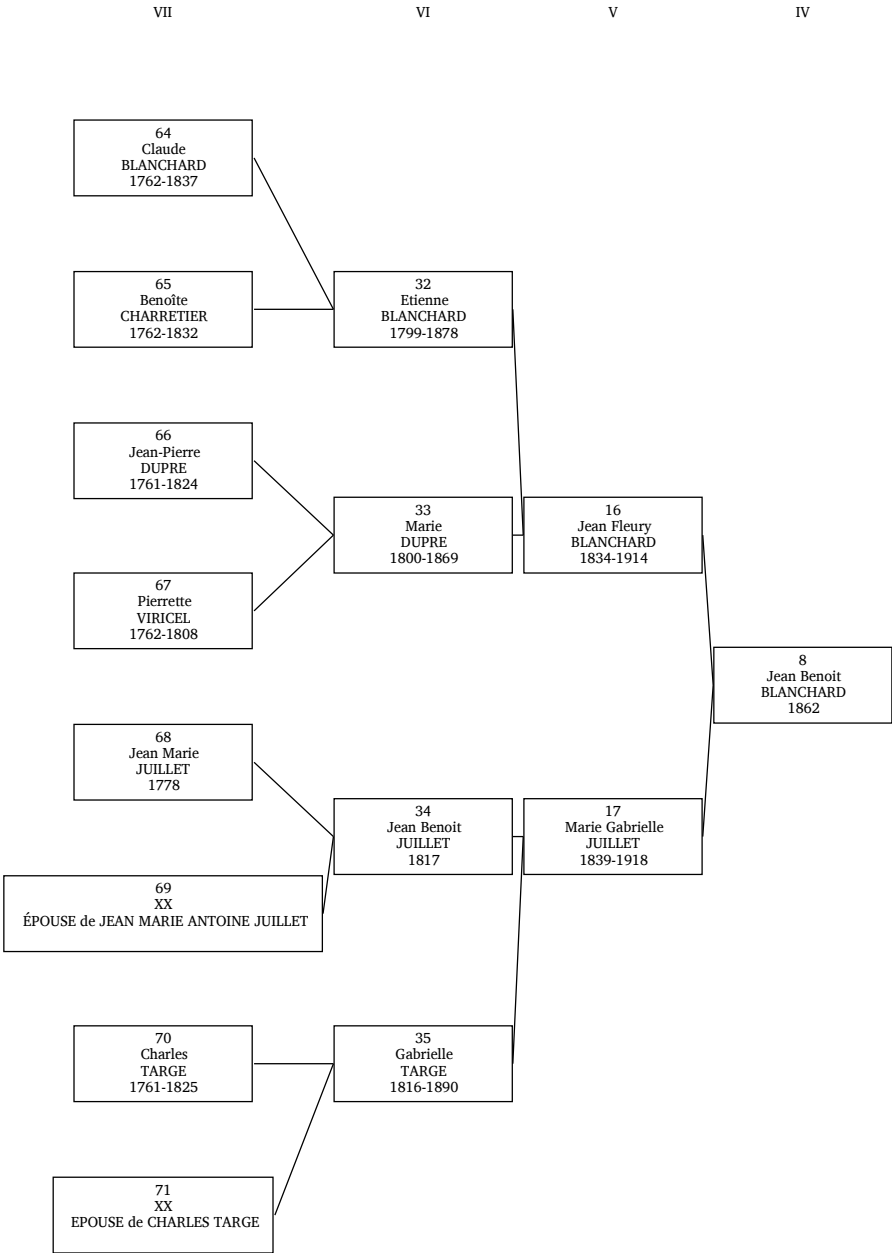 VII VI V IV
64
Claude
BLANCHARD
1762-1837
65
Benoîte
CHARRETIER
1762-1832
32
Etienne
BLANCHARD
1799-1878
66
Jean-Pierre
DUPRE
1761-1824
33
Marie
DUPRE
1800-1869
16
Jean Fleury
BLANCHARD
1834-1914
67
Pierrette
VIRICEL
1762-1808
8
Jean Benoit
BLANCHARD
1862
68
Jean Marie
JUILLET
1778
34
Jean Benoit
JUILLET
1817
17
Marie Gabrielle
JUILLET
1839-1918
69
XX
ÉPOUSE de JEAN MARIE ANTOINE JUILLET
70
Charles
TARGE
1761-1825
35
Gabrielle
TARGE
1816-1890
71
XX
EPOUSE de CHARLES TARGE